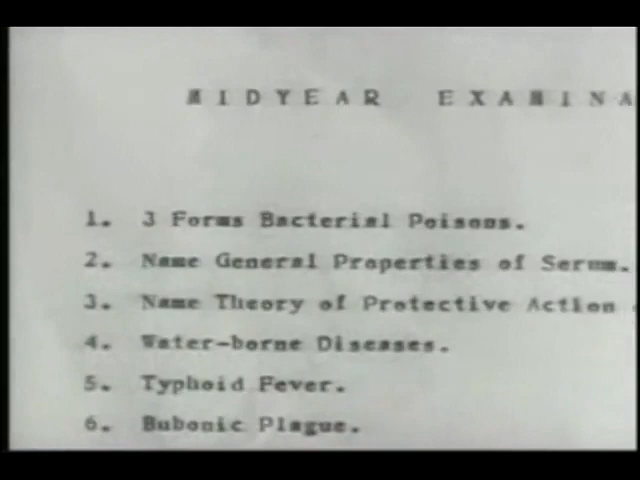 MIDYEAR EXAMINA
1. 3 Forms Bacterial Poisons.
2. Name General Properties of Serum.
3. Name Theory of Protective Action
4. Water-borne Diseases.
5. Typhoid Fever.
6. Bubonic Plague.